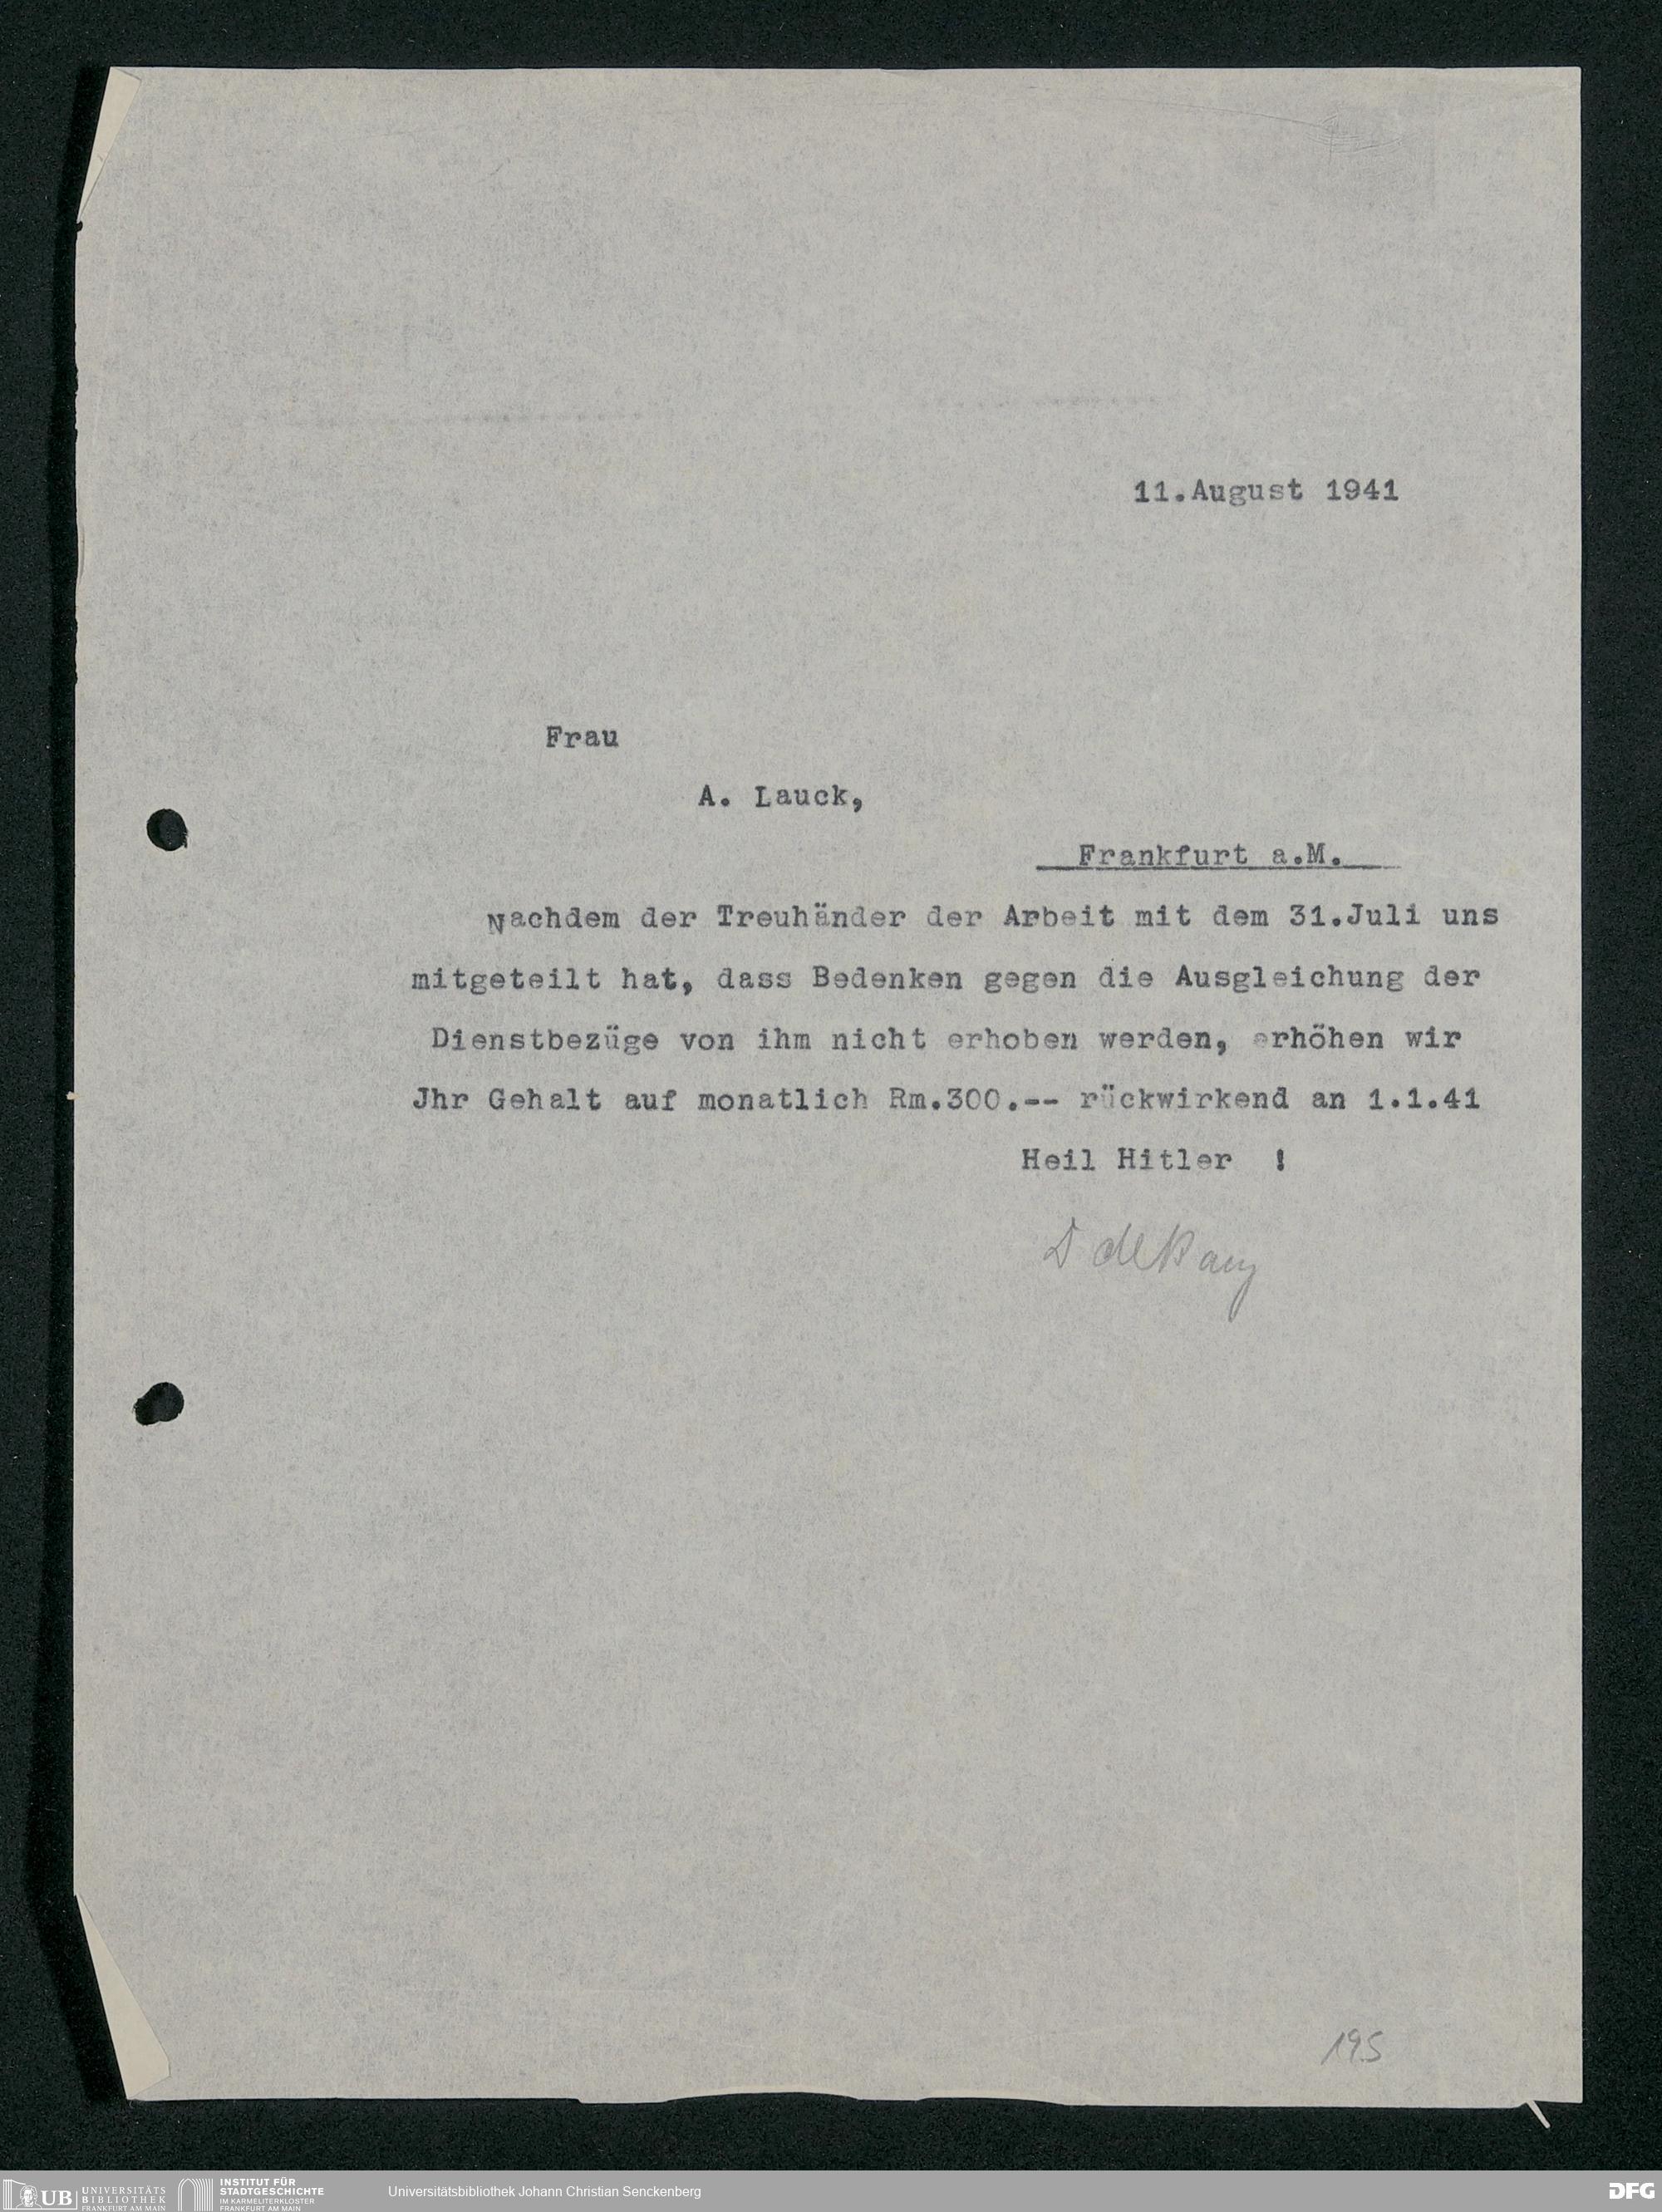 11.August 1941
Frau
A. Lauck,
Frankfurt a.M.
Nachdem der Treuhänder der Arbeit mit dem 31.Juli uns
mitgeteilt hat, dass Bedenken gegen die Ausgleichung der
Dienstbezüge von ihm nicht erhoben werden, erhöhen wir
Jhr Gehalt auf monatlich Rm.300.-- rückwirkend an 1.1.41
Heil Hitler !
195
UB UNIVERSITÄTS
BIBLIOTHEK
FRANKFURT AM MAIN
INSTITUT FÜR
STADTGESCHICHTE
IM KARMELITERKLOSTER
FRANKFURT AM MAIN
Universitätsbibliothek Johann Christian Senckenberg
DFG